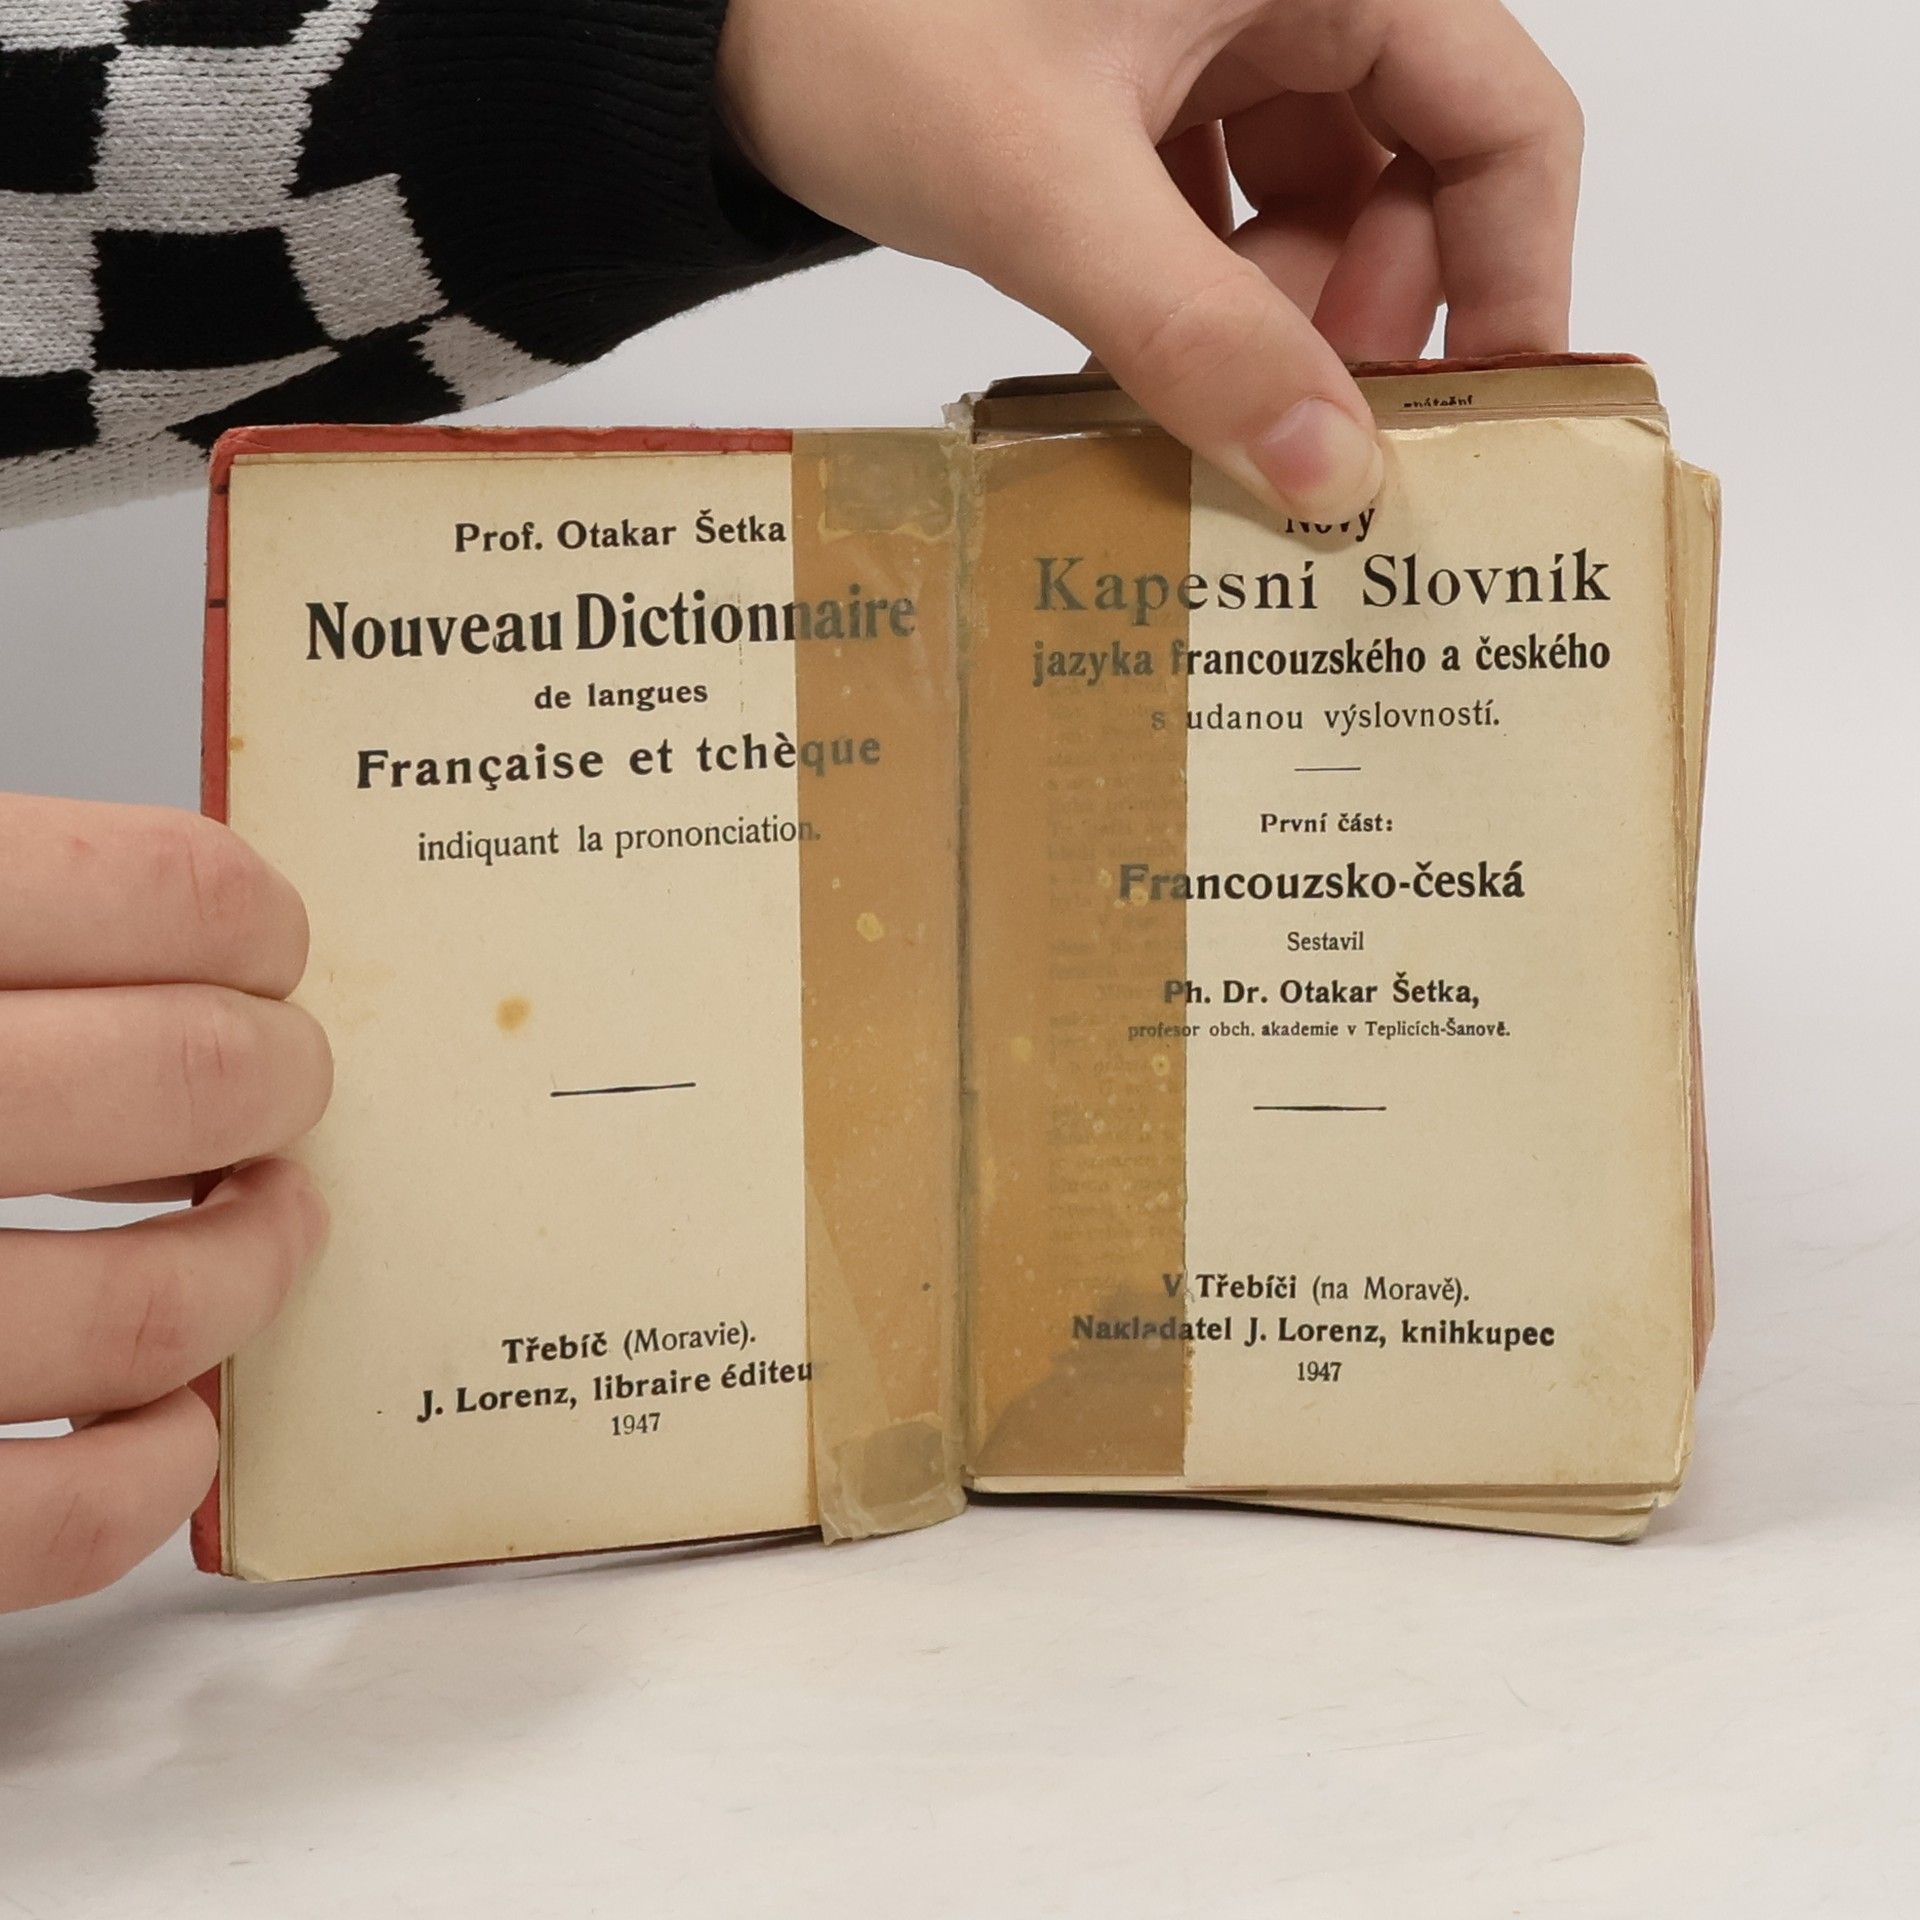 Prof. Otakar Šetka
Nouveau Dictionnaire
de langues
Française et tchèque
indiquant la prononciation.
Třebíč (Moravie).
J. Lorenz, libraire éditeur
1947
Nový
Kapesní Slovník
jazyka francouzského a českého
s udanou výslovností.
První část:
Francouzsko-česká
Sestavil
Ph. Dr. Otakar Šetka,
profesor obch. akademie v Teplicích-Šanově.
V Třebíči (na Moravě).
Nakladatel J. Lorenz, knihkupec
1947